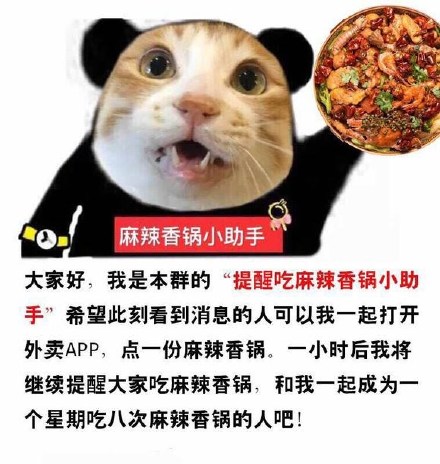 麻辣香锅小助手
大家好，我是本群的“提醒吃麻辣香锅小助
手”希望此刻看到消息的人可以我一起打开
外卖APP，点一份麻辣香锅。一小时后我将
继续提醒大家吃麻辣香锅，和我一起成为一
个星期吃八次麻辣香锅的人吧！